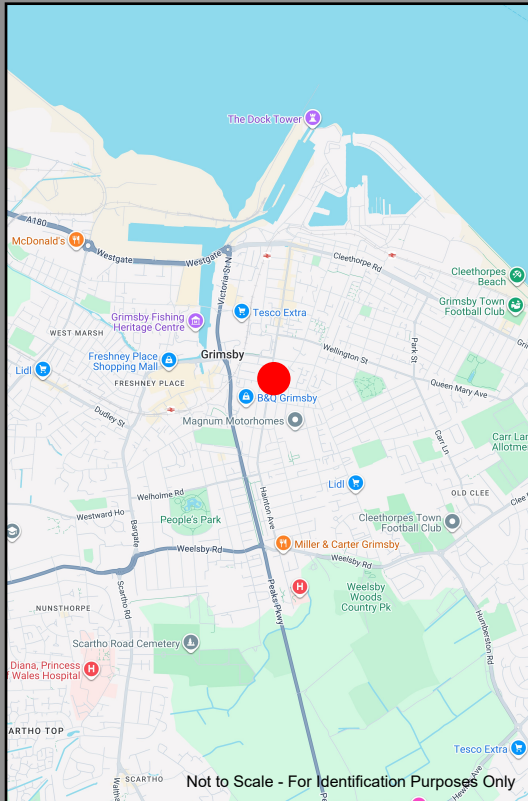 The Dock Tower
A180
McDonald's
Westgate
Westgate
Victoria St N
Cleethorpe Rd
Cleethorpes
Beach
Grimsby Town
Football Club
Tesco Extra
Grimsby Fishing
Heritage Centre
WEST MARSH
Park St
Wellington St
Freshney Place
Shopping Mall
Grimsby
Lidl
FRESHNEY PLACE
Queen Mary Ave
B&Q Grimsby
Dudley St
Magnum Motorhomes
Carr Ln
Carr Lan
Allotme
Lidl
OLD CLEE
Welholme Rd
Hainton Ave
Clee
Westward Ho
People's Park
Cleethorpes Town
Football Club
Bargate
Miller & Carter Grimsby
Weelsby Rd
Weelsby Rd
Scartho Rd
Peaks Pkwy
Weelsby
Woods
Country Pk
NUNSTHORPE
Humberston Rd
Scartho Road Cemetery
Diana, Princess
f Wales Hospital
ARTHO TOP
Tesco Extra
SCARTHO
Waltha
Not to Scale - For Identification Purposes Only